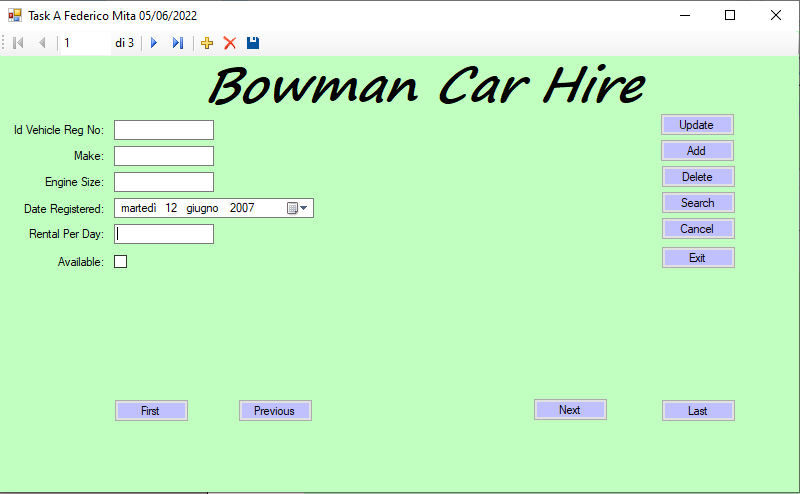 Task A Federico Mita 05/06/2022
1 di 3
Bowman Car Hire
Id Vehicle Reg No:
Make:
Engine Size:
Date Registered: martedì 12 giugno 2007
Rental Per Day:
Available:
Update
Add
Delete
Search
Cancel
Exit
First Previous Next Last